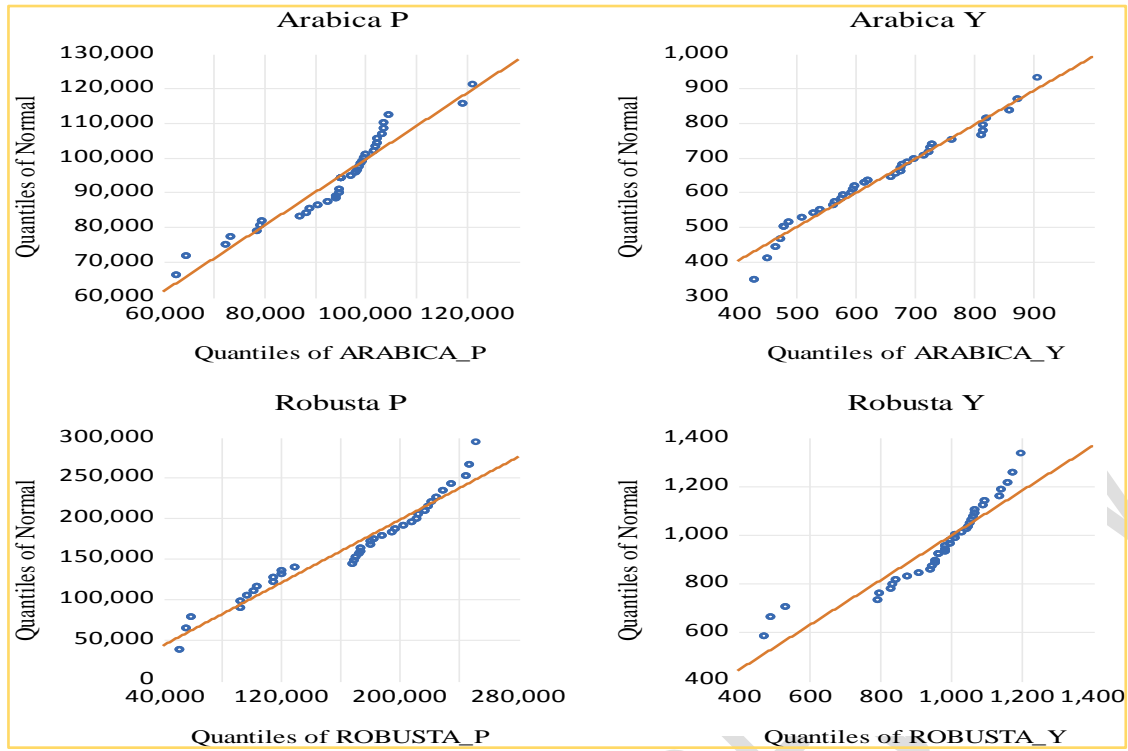 Arabica P
130,000
120,000
110,000
100,000
90,000
80,000
70,000
60,000
Quantiles of Normal
60,000 80,000 100,000 120,000
Quantiles of ARABICA_P
Arabica Y
1,000
900
800
700
600
500
400
300
Quantiles of Normal
400 500 600 700 800 900
Quantiles of ARABICA_Y
Robusta P
300,000
250,000
200,000
150,000
100,000
50,000
0
Quantiles of Normal
40,000 120,000 200,000 280,000
Quantiles of ROBUSTA_P
Robusta Y
1,400
1,200
1,000
800
600
400
Quantiles of Normal
400 600 800 1,000 1,200 1,400
Quantiles of ROBUSTA_Y